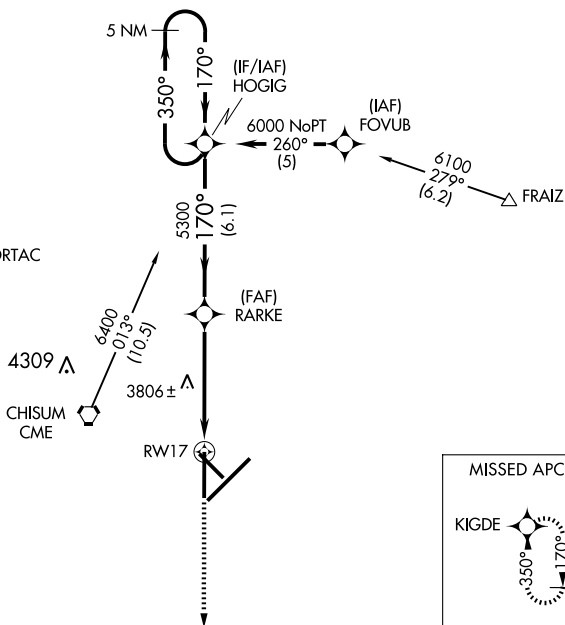 5 NM
350°
170°
(IF/IAF)
HOGIG
6000 NoPT
260°
(5)
(IAF)
FOVUB
6100
279°
(6.2)
FRAIZ
5300
170°
(6.1)
ORTAC
6400
013°
(10.5)
(FAF)
RARKE
4309
3806±
CHISUM
CME
RW17
MISSED APC
KIGDE
350°
170°